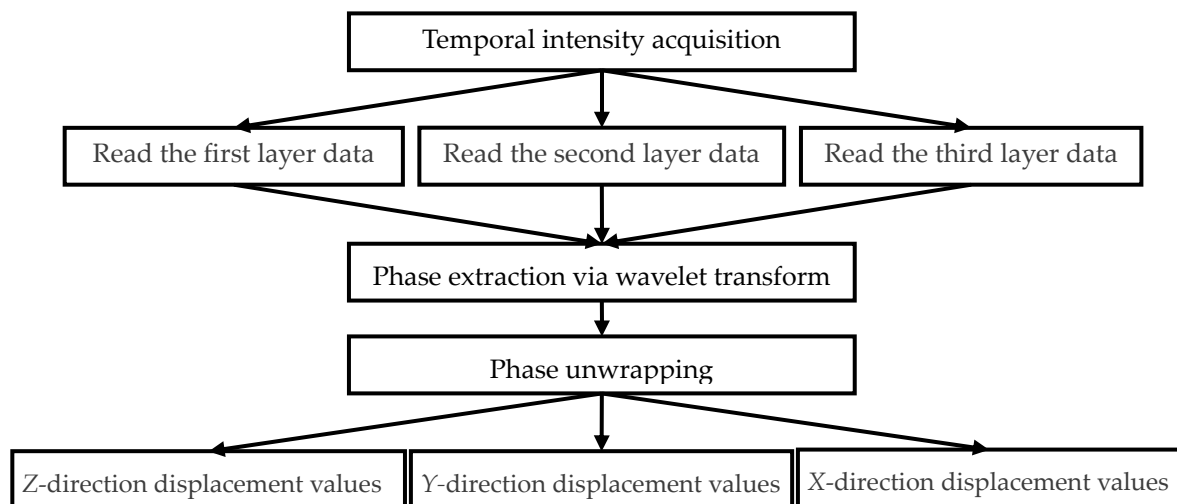 Temporal intensity acquisition
Read the first layer data
Read the second layer data
Read the third layer data
Phase extraction via wavelet transform
Phase unwrapping
Z-direction displacement values
Y-direction displacement values
X-direction displacement values